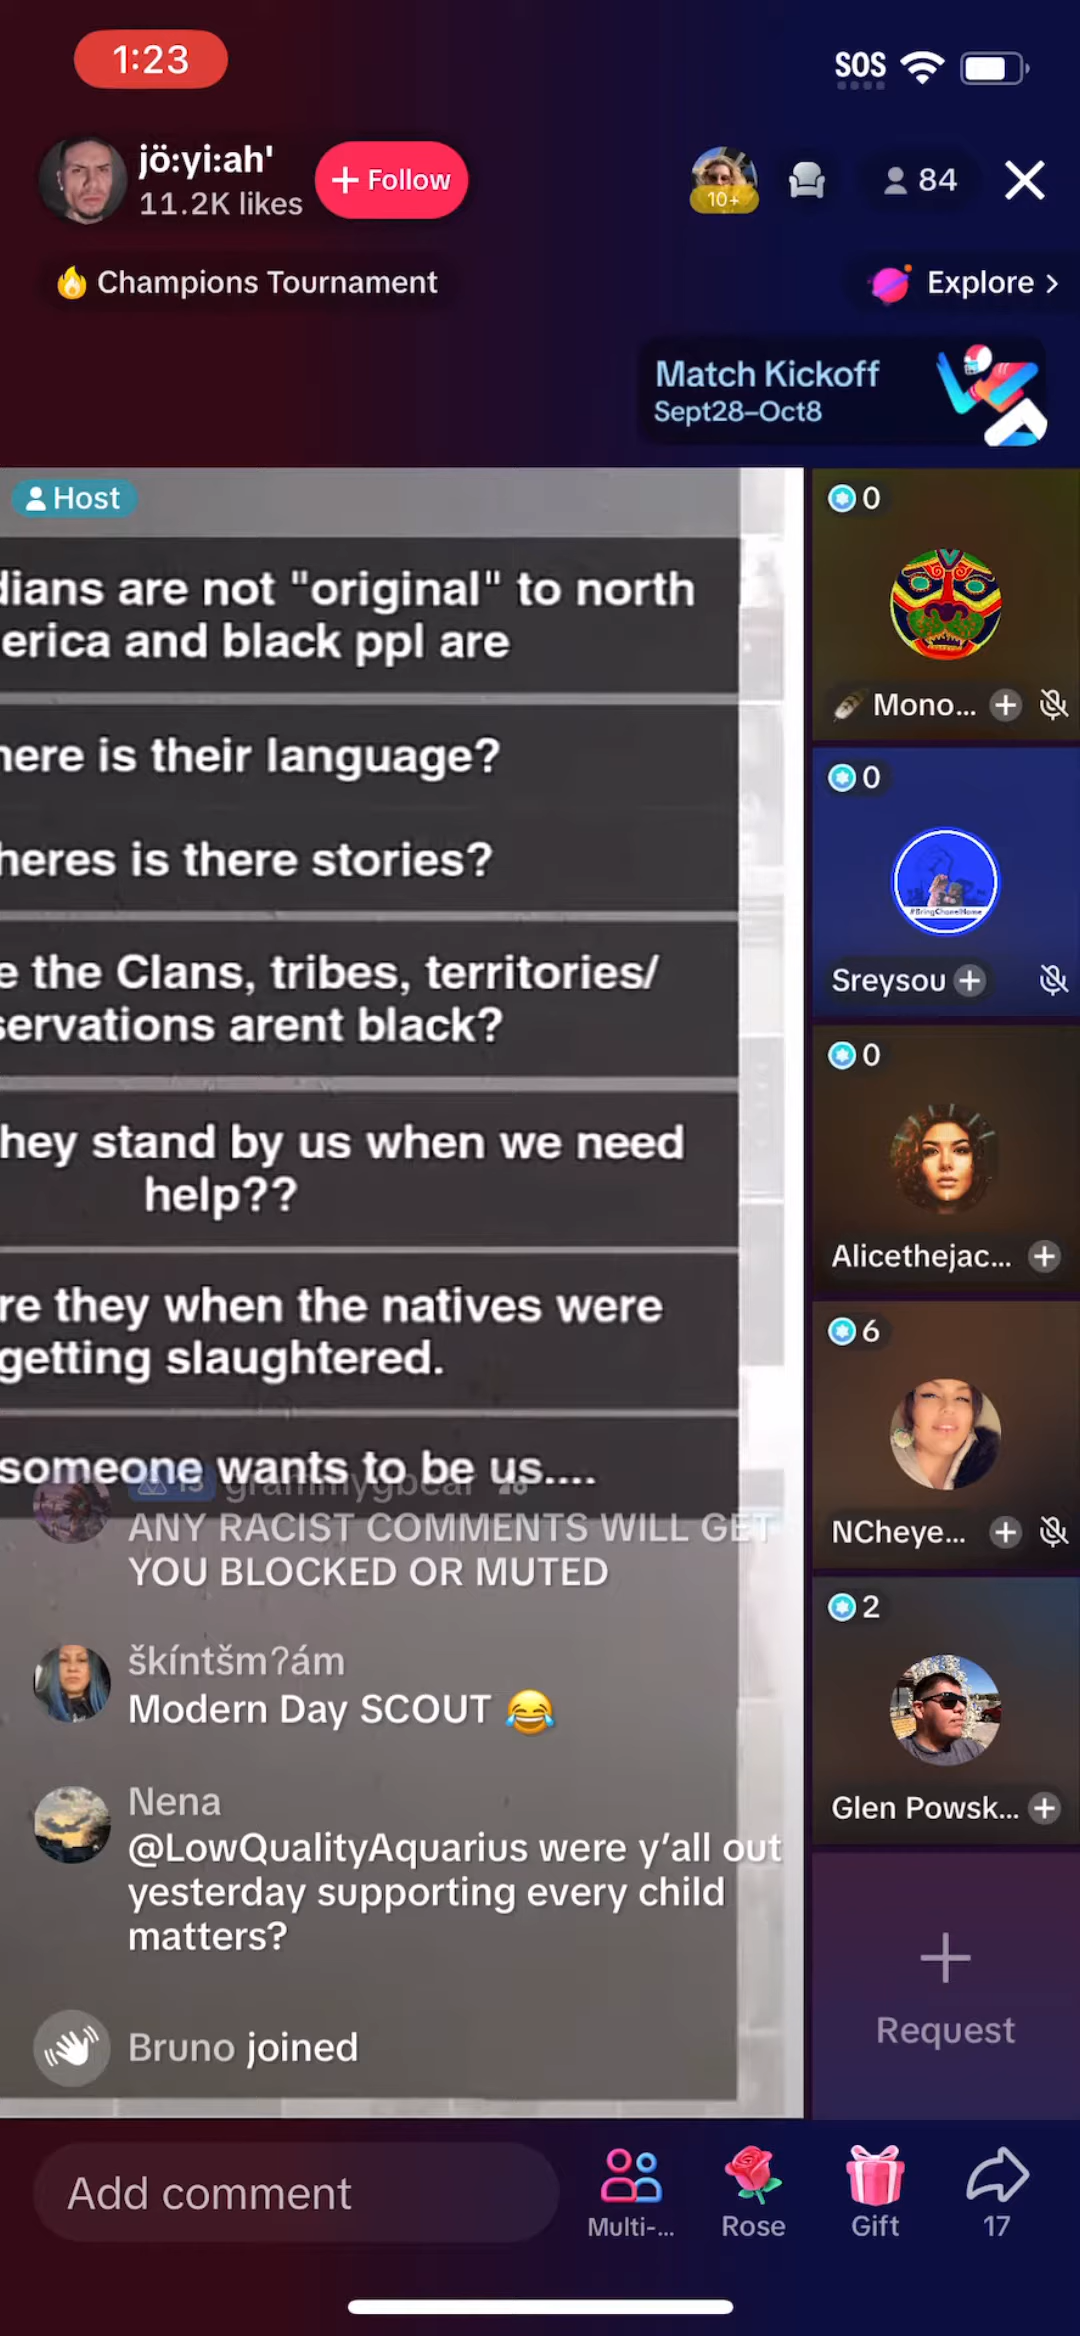 1:23
SOS
jö:yi:ah'
11.2K likes
+ Follow
10+
84
Champions Tournament
Explore >
Match Kickoff
Sept28–Oct8
Host
dians are not "original" to north
erica and black ppl are
here is their language?
heres is there stories?
e the Clans, tribes, territories/
servations arent black?
hey stand by us when we need
help??
re they when the natives were
getting slaughtered.
someone wants to be us....
13 grammygbear
ANY RACIST COMMENTS WILL GET
YOU BLOCKED OR MUTED
škíntšmʔám
Modern Day SCOUT 😂
Nena
@LowQualityAquarius were y'all out
yesterday supporting every child
matters?
Bruno joined
0
Mono...
0
#BringChanelHome
Sreysou
0
Alicethejac...
6
NCheye...
2
Glen Powsk...
Request
Add comment
Multi-...
Rose
Gift
17